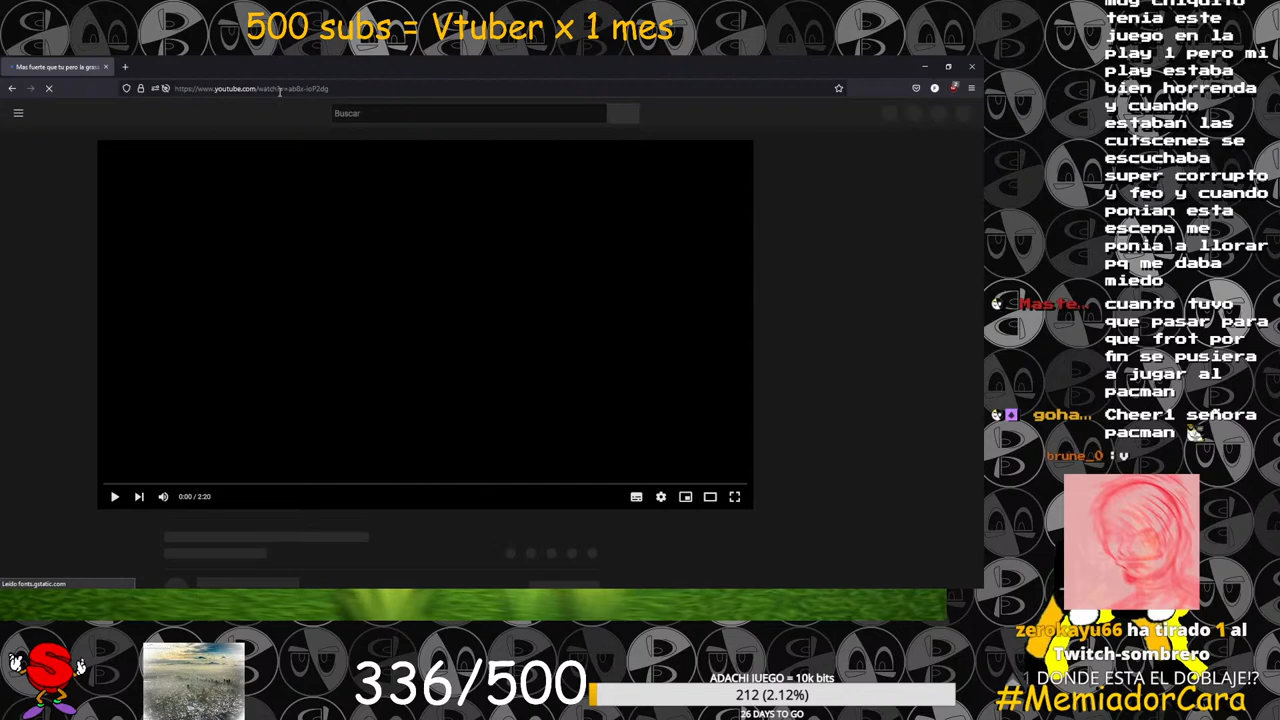 500 subs = Vtuber x 1 mes
Mas fuerte que tu pero la gras
https://www.youtube.com/watch?v=ab8x-ioP2dg
Buscar
0:00 / 2:20
Leído fonts.gstatic.com
muy chiquito
tenia este
juego en la
play 1 pero mi
play estaba
bien horrenda
y cuando
estaban las
cutscenes se
escuchaba
super corrupto
y feo y cuando
ponian esta
escena me
ponia a llorar
pq me daba
miedo
Maste... cuanto tuvo
que pasar para
que frot por
fin se pusiera
a jugar al
pacman
goha... Cheer1 señora
pacman
brune_0 : v
zerokayu66 ha tirado 1 al
Twitch-sombrero
¿DONDE ESTA EL DOBLAJE!?
#MemiadorCara
336/500
ADACHI JUEGO = 10k bits
212 (2.12%)
26 DAYS TO GO